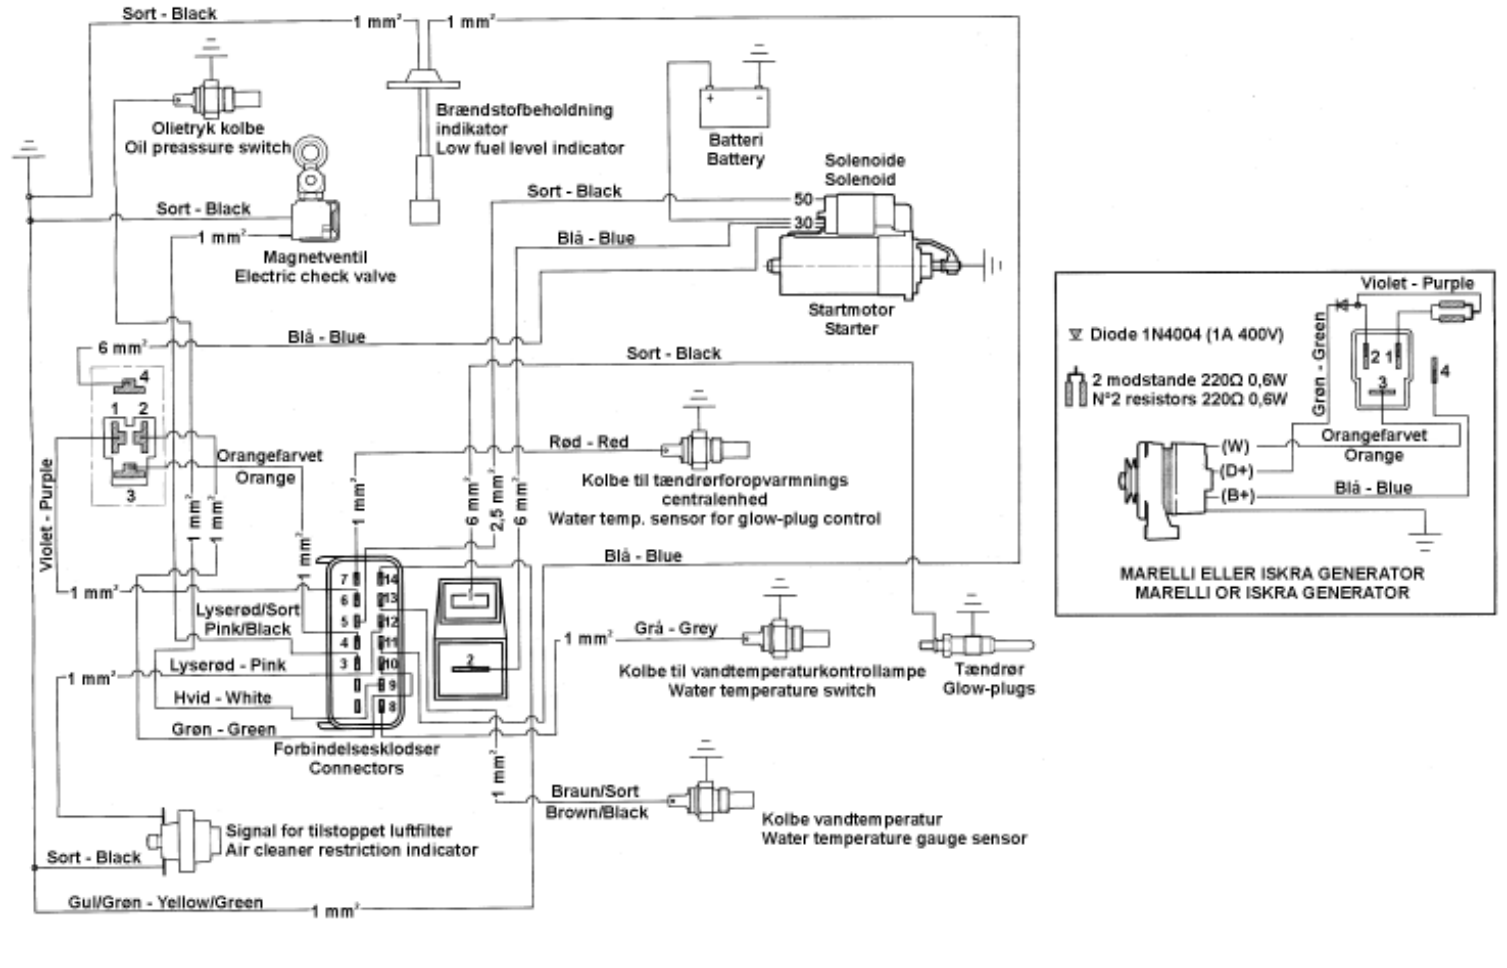 Sort - Black
1 mm²
1 mm²
Olietryk kolbe
Oil preassure switch
Brændstofbeholdning
indikator
Low fuel level indicator
+ -
Batteri
Battery
Solenoide
Solenoid
Sort - Black
50
30
Sort - Black
1 mm²
Blå - Blue
Magnetventil
Electric check valve
Startmotor
Starter
6 mm²
Blå - Blue
Sort - Black
4
1 2
3
Orangefarvet
Orange
Violet - Purple
Rød - Red
Kolbe til tændrørforopvarmnings
centralenhed
Water temp. sensor for glow-plug control
1 mm²
1 mm²
1 mm²
1 mm²
6 mm²
2,5 mm²
6 mm²
Blå - Blue
1 mm²
Lyserød/Sort
Pink/Black
Lyserød - Pink
1 mm²
Hvid - White
Grøn - Green
7 14
6 13
5 12
4 11
3 10
9
8
1
2
Forbindelsesklodser
Connectors
1 mm²
Grå - Grey
Kolbe til vandtemperaturkontrollampe
Water temperature switch
Tændrør
Glow-plugs
1 mm²
Braun/Sort
Brown/Black
Kolbe vandtemperatur
Water temperature gauge sensor
Signal for tilstoppet luftfilter
Air cleaner restriction indicator
Sort - Black
Gul/Grøn - Yellow/Green
1 mm²
Violet - Purple
Diode 1N4004 (1A 400V)
Grøn - Green
2 1
3
4
2 modstande 220Ω 0,6W
N°2 resistors 220Ω 0,6W
(W)
Orangefarvet
Orange
(D+)
(B+)
Blå - Blue
MARELLI ELLER ISKRA GENERATOR
MARELLI OR ISKRA GENERATOR